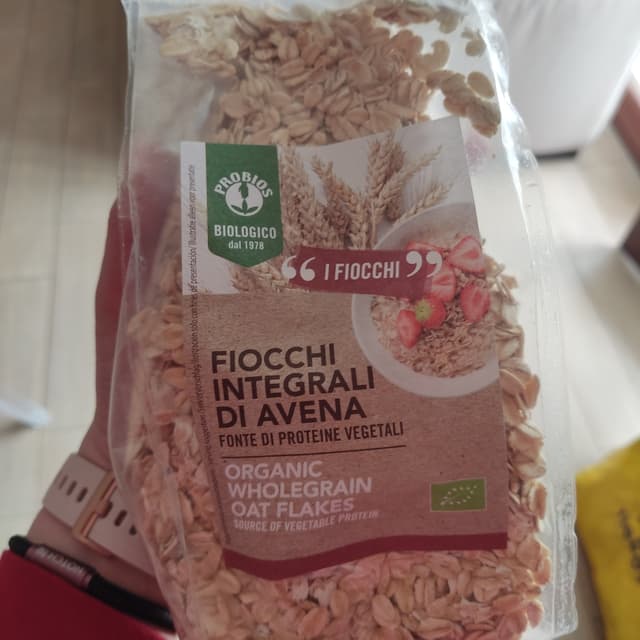 PROBIOS
BIOLOGICO
dal 1978
“ I FIOCCHI ”
FIOCCHI
INTEGRALI
DI AVENA
FONTE DI PROTEINE VEGETALI
ORGANIC
WHOLEGRAIN
OAT FLAKES
SOURCE OF VEGETABLE PROTEIN